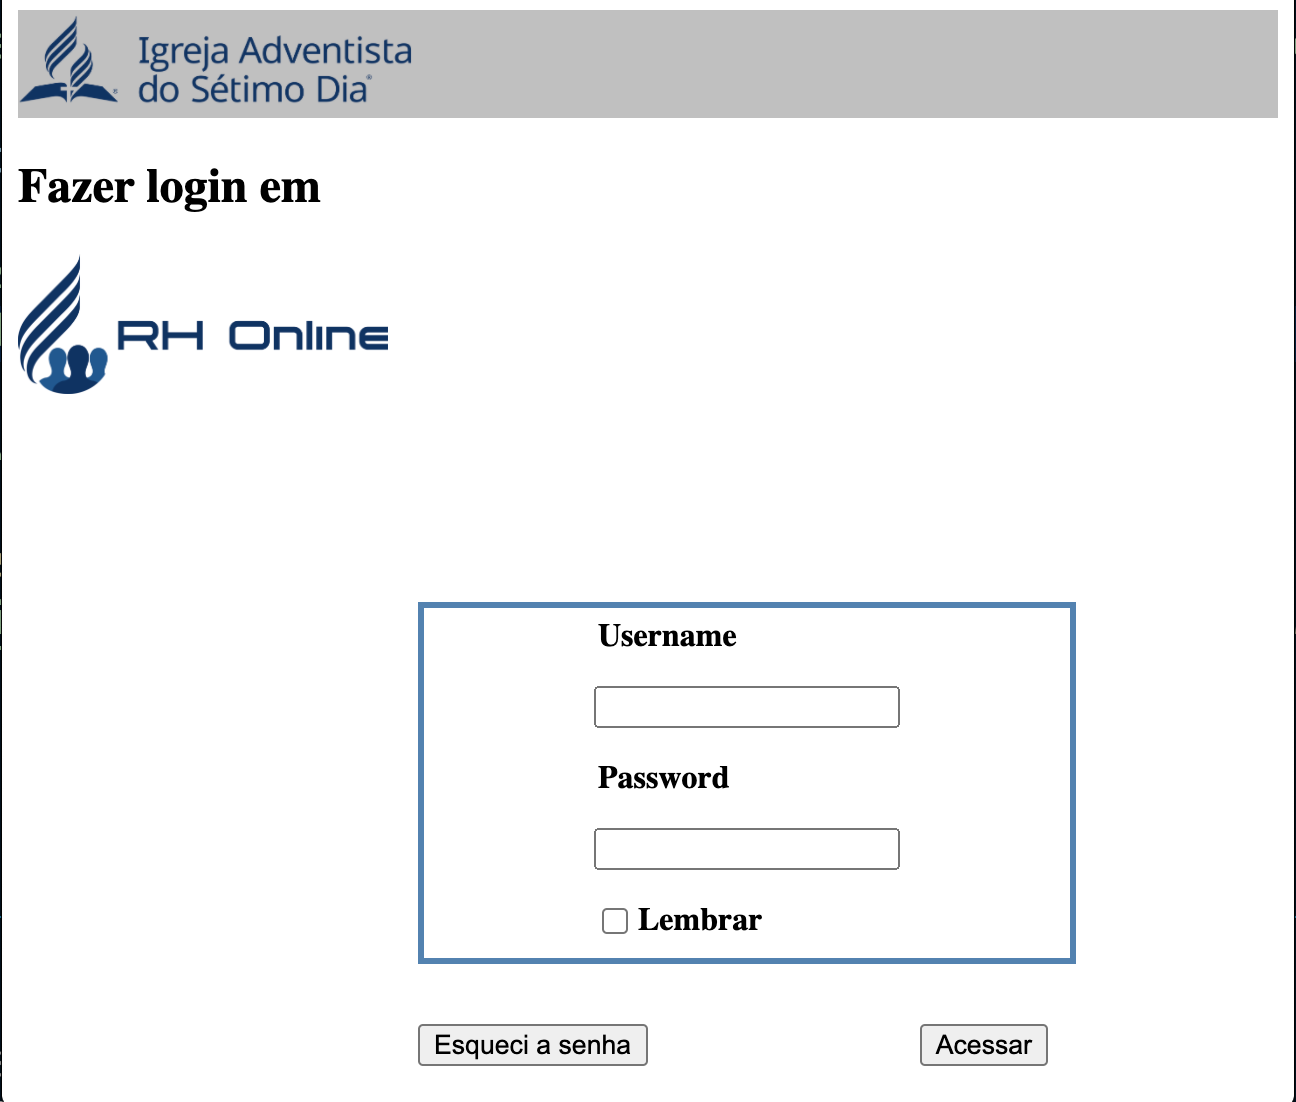 Igreja Adventista
do Sétimo Dia®
Fazer login em
RH Online
Username
Password
Lembrar
Esqueci a senha
Acessar